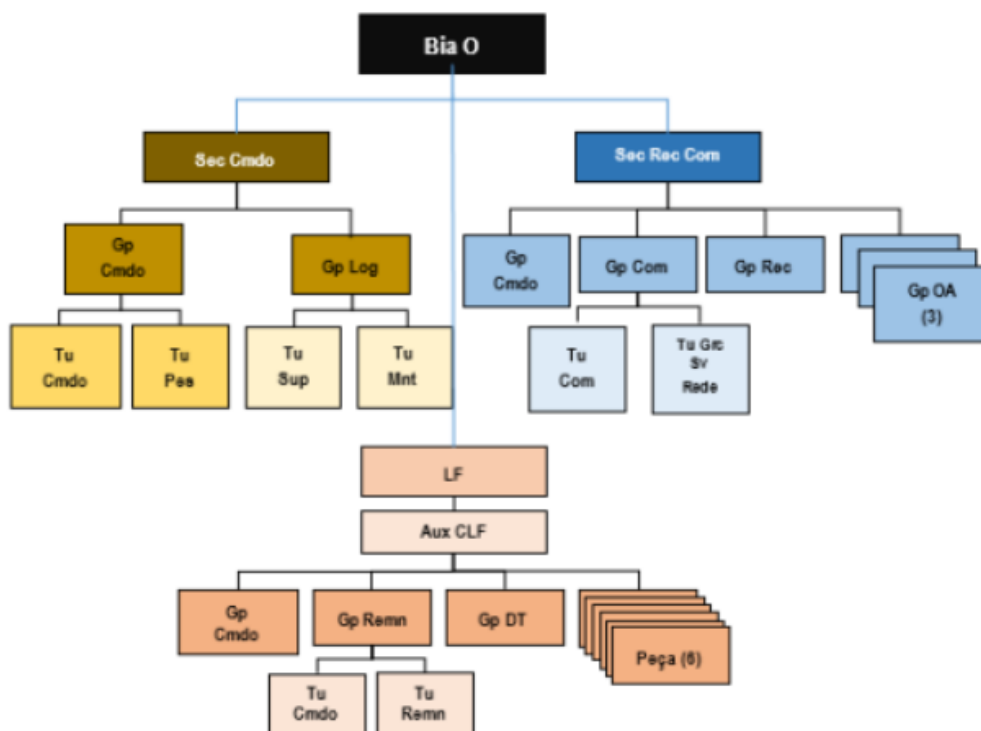 Bia O
Sec Cmdo
Sec Rec Com
Gp
Cmdo
Gp Log
Gp
Cmdo
Gp Com
Gp Rec
Gp OA
(3)
Tu
Cmdo
Tu
Pes
Tu
Sup
Tu
Mnt
Tu
Com
Tu Grc
Sv
Rede
LF
Aux CLF
Gp
Cmdo
Gp Remn
Gp DT
Peça (6)
Tu
Cmdo
Tu
Remn